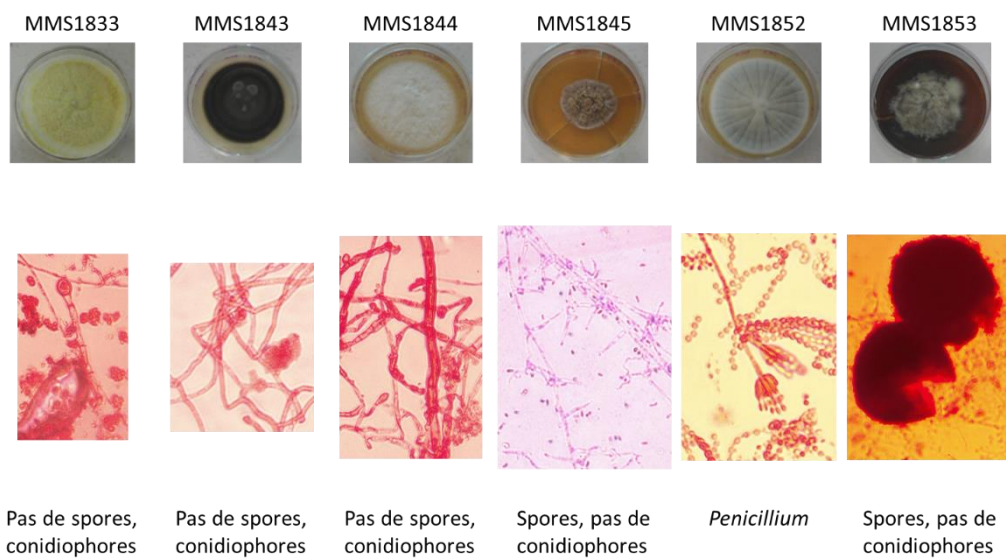 MMS1833 MMS1843 MMS1844 MMS1845 MMS1852 MMS1853
Pas de spores,
conidiophores
Pas de spores,
conidiophores
Pas de spores,
conidiophores
Spores, pas de
conidiophores
Penicillium
Spores, pas de
conidiophores